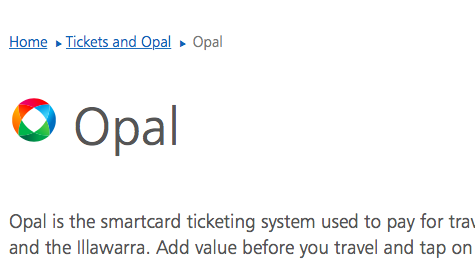 Home ▸ Tickets and Opal ▸ Opal
Opal
Opal is the smartcard ticketing system used to pay for
and the Illawarra. Add value before you travel and tap on